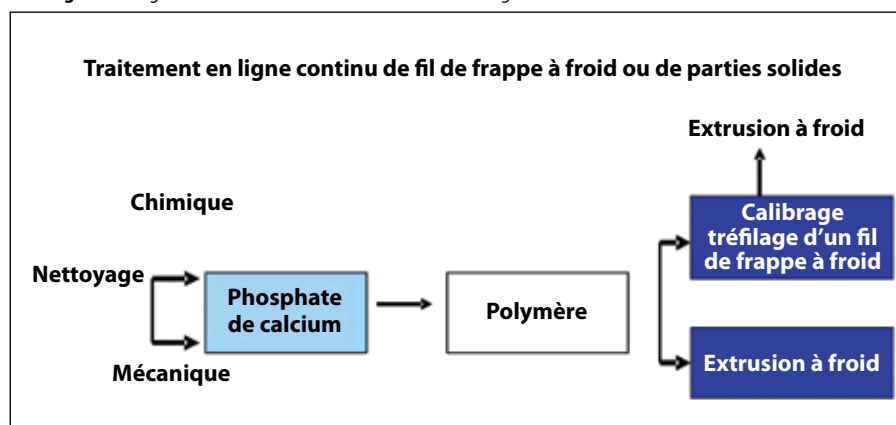 Traitement en ligne continu de fil de frappe à froid ou de parties solides
Extrusion à froid
Chimique
Calibrage
tréfilage d'un fil
de frappe à froid
Nettoyage
Phosphate
de calcium
Polymère
Mécanique
Extrusion à froid